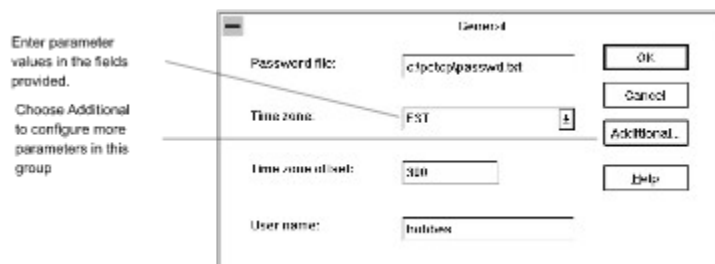 General
Enter parameter
values in the fields
provided.
Choose Additional
to configure more
parameters in this
group
Password file:
c:\pctcp\passwd.txt
OK
Cancel
Time zone:
EST
Additional...
Time zone offset:
300
Help
User name:
hobbes